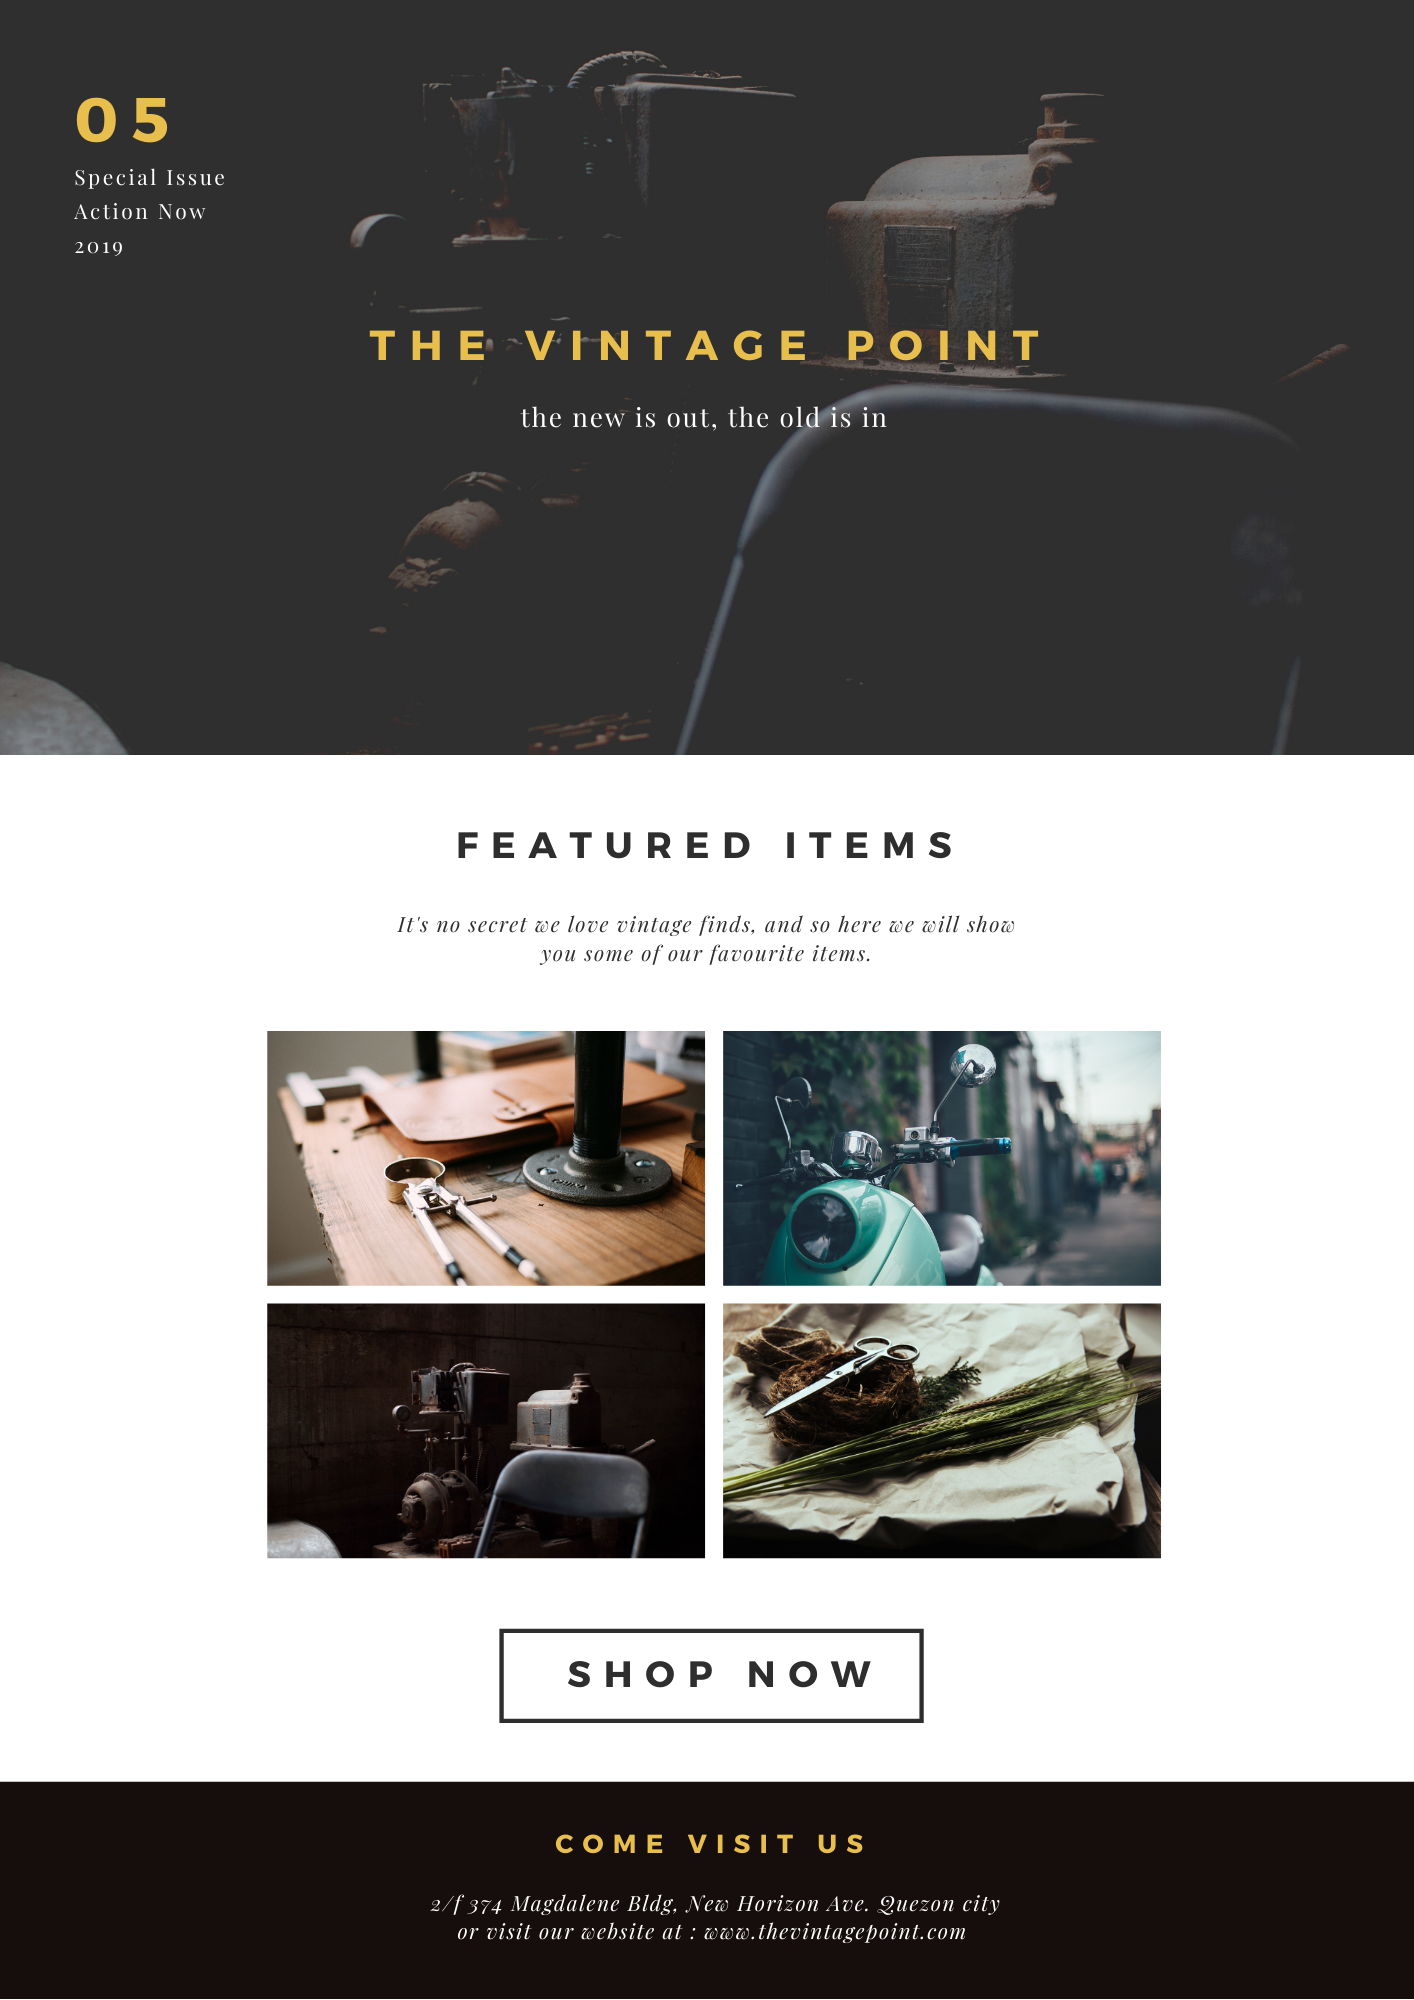 05
Special Issue
Action Now
2019
THE VINTAGE POINT
the new is out, the old is in
FEATURED ITEMS
It's no secret we love vintage finds, and so here we will show
you some of our favourite items.
SHOP NOW
COME VISIT US
2/f 374 Magdalene Bldg, New Horizon Ave. Quezon city
or visit our website at : www.thevintagepoint.com